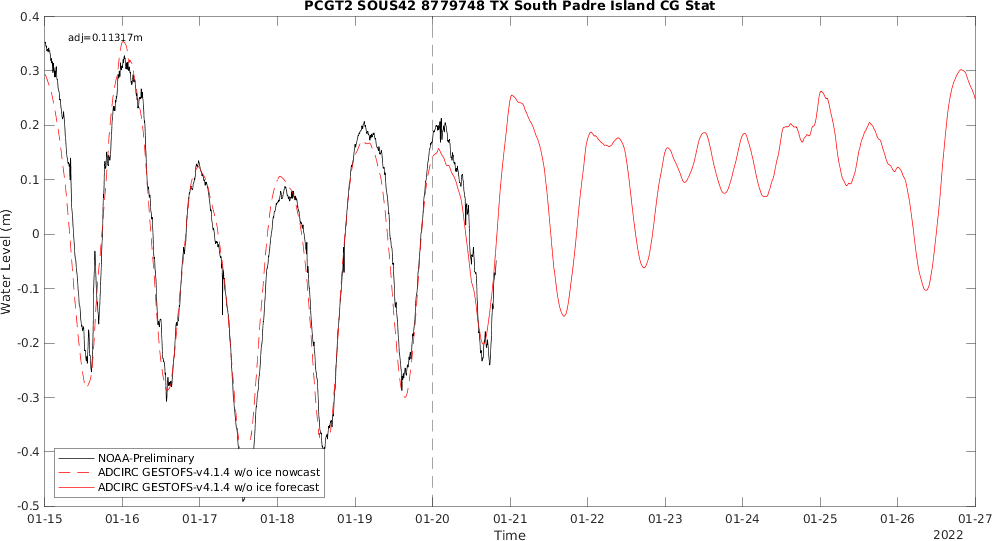 PCGT2 SOUS42 8779748 TX South Padre Island CG Stat
adj=0.11317m
0.4
0.3
0.2
0.1
0
-0.1
-0.2
-0.3
-0.4
-0.5
Water Level (m)
NOAA-Preliminary
ADCIRC GESTOFS-v4.1.4 w/o ice nowcast
ADCIRC GESTOFS-v4.1.4 w/o ice forecast
01-15 01-16 01-17 01-18 01-19 01-20 01-21 01-22 01-23 01-24 01-25 01-26 01-27
Time
2022